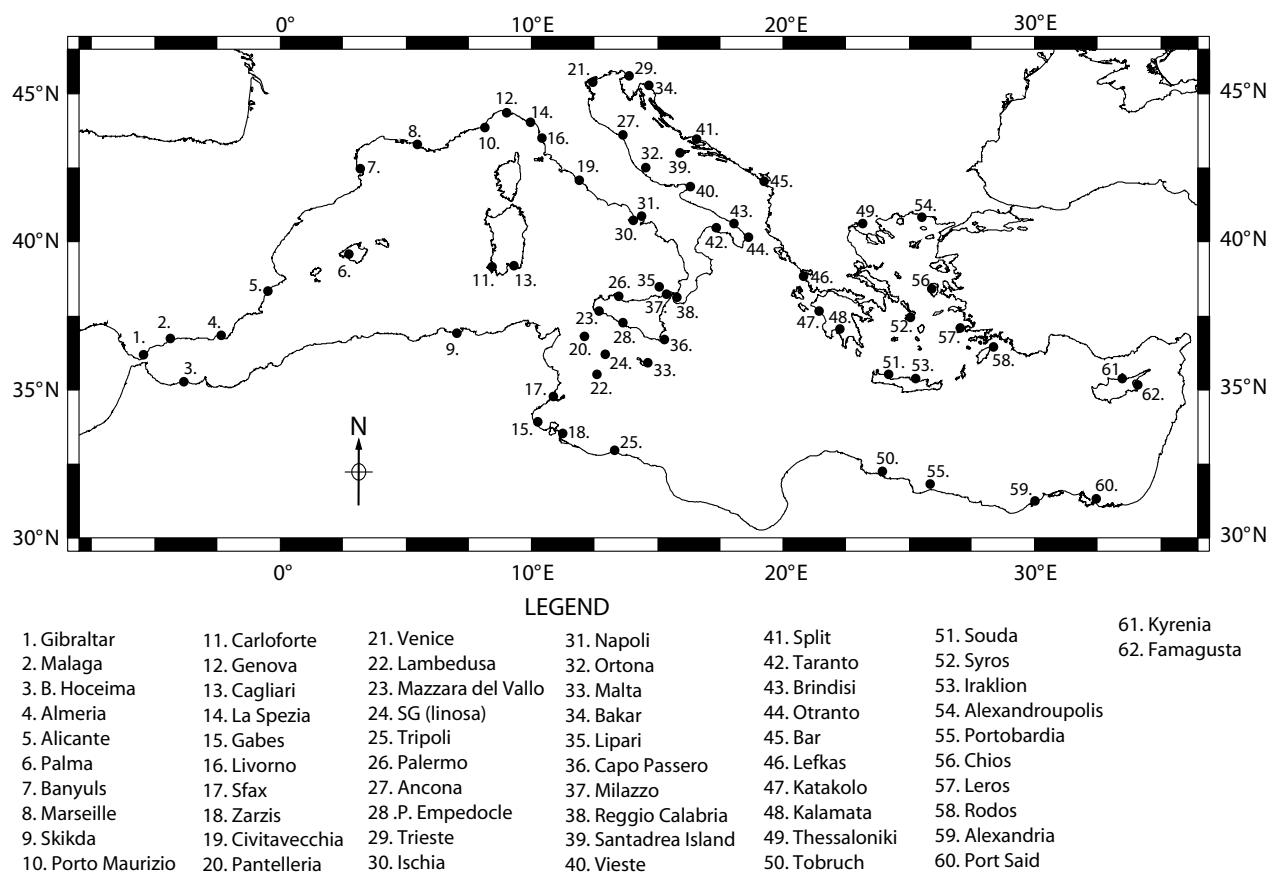 0° 10°E 20°E 30°E
45°N 45°N
40°N 40°N
35°N 35°N
30°N 30°N
21. 29. 34.
12. 14. 27. 41.
8. 10. 16.
7. 19. 32. 39. 45.
31. 40. 49. 54.
30. 43.
42. 44.
6. 11. 13. 35. 46. 56.
5. 26. 37. 38.
1. 2. 4. 23. 28. 47. 48. 52. 57.
9. 20. 24. 36. 58.
3. 22. 33. 51. 53. 61
17. 62.
N 15. 18. 25.
50. 55. 59. 60.
0° 10°E 20°E 30°E
LEGEND
1. Gibraltar
2. Malaga
3. B. Hoceima
4. Almeria
5. Alicante
6. Palma
7. Banyuls
8. Marseille
9. Skikda
10. Porto Maurizio
11. Carloforte
12. Genova
13. Cagliari
14. La Spezia
15. Gabes
16. Livorno
17. Sfax
18. Zarzis
19. Civitavecchia
20. Pantelleria
21. Venice
22. Lambedusa
23. Mazzara del Vallo
24. SG (linosa)
25. Tripoli
26. Palermo
27. Ancona
28 .P. Empedocle
29. Trieste
30. Ischia
31. Napoli
32. Ortona
33. Malta
34. Bakar
35. Lipari
36. Capo Passero
37. Milazzo
38. Reggio Calabria
39. Santadrea Island
40. Vieste
41. Split
42. Taranto
43. Brindisi
44. Otranto
45. Bar
46. Lefkas
47. Katakolo
48. Kalamata
49. Thessaloniki
50. Tobruch
51. Souda
52. Syros
53. Iraklion
54. Alexandroupolis
55. Portobardia
56. Chios
57. Leros
58. Rodos
59. Alexandria
60. Port Said
61. Kyrenia
62. Famagusta